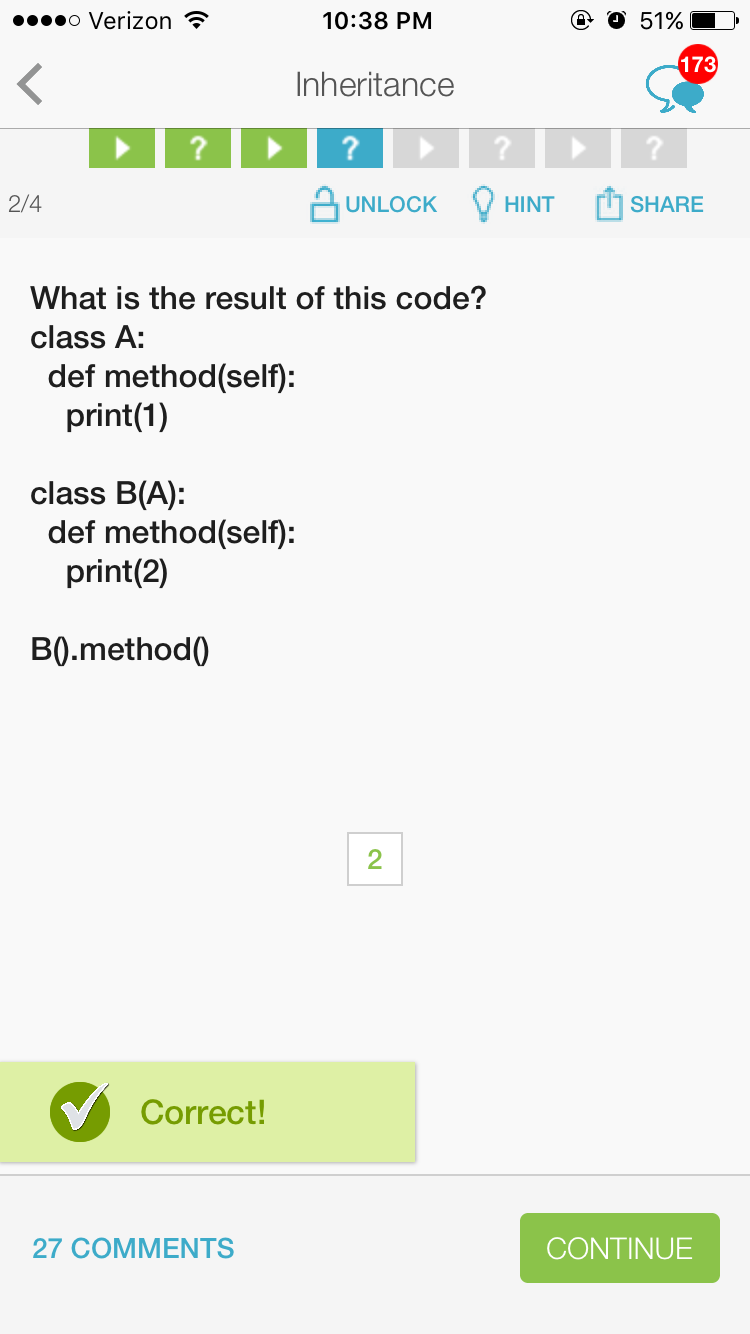 Verizon 10:38 PM 51%
Inheritance 173
? ? ? ?
2/4 UNLOCK HINT SHARE
What is the result of this code?
class A:
  def method(self):
    print(1)

class B(A):
  def method(self):
    print(2)

B().method()
2
Correct!
27 COMMENTS CONTINUE